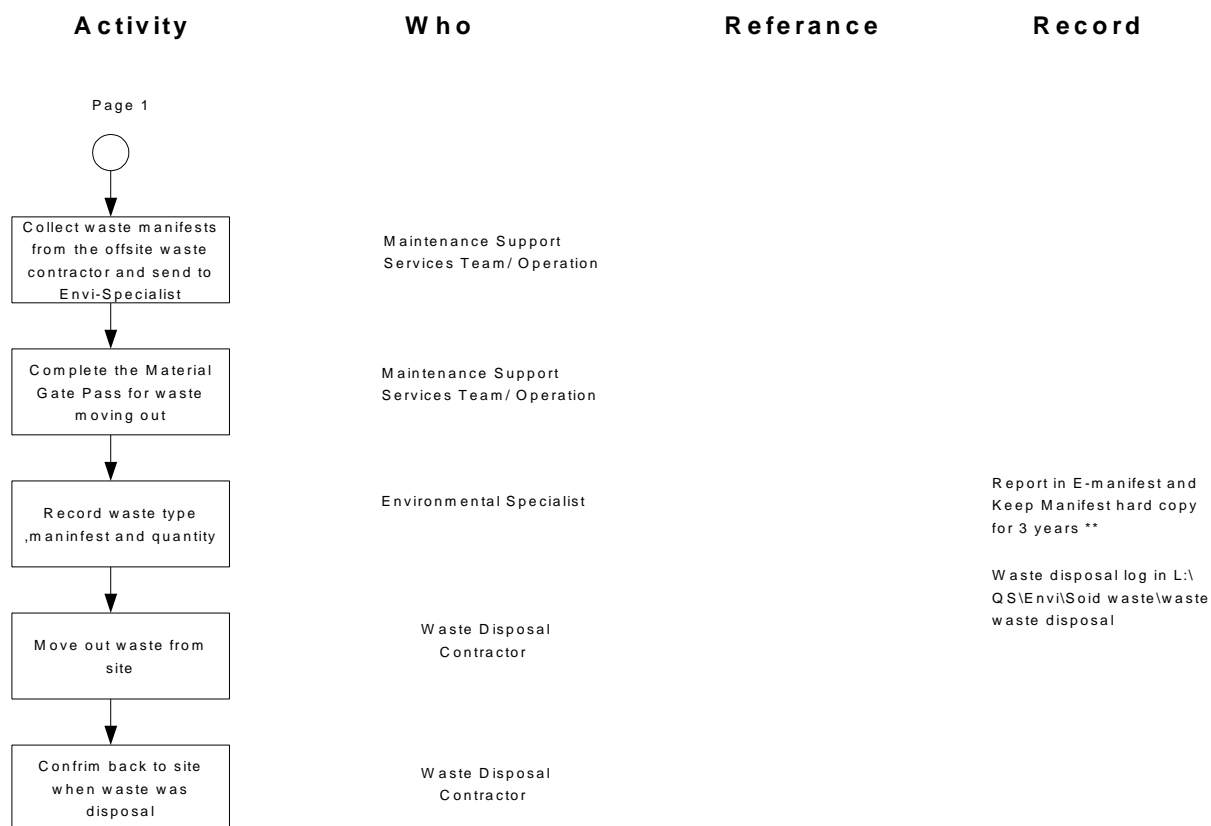 Activity Who Referance Record
Page 1
Collect waste manifests
from the offsite waste
contractor and send to
Envi-Specialist
Maintenance Support
Services Team/ Operation
Complete the Material
Gate Pass for waste
moving out
Maintenance Support
Services Team/ Operation
Record waste type
,maninfest and quantity
Environmental Specialist
Report in E-manifest and
Keep Manifest hard copy
for 3 years **
Waste disposal log in L:\
QS\Envi\Soid waste\waste
waste disposal
Move out waste from
site
Waste Disposal
Contractor
Confrim back to site
when waste was
disposal
Waste Disposal
Contractor